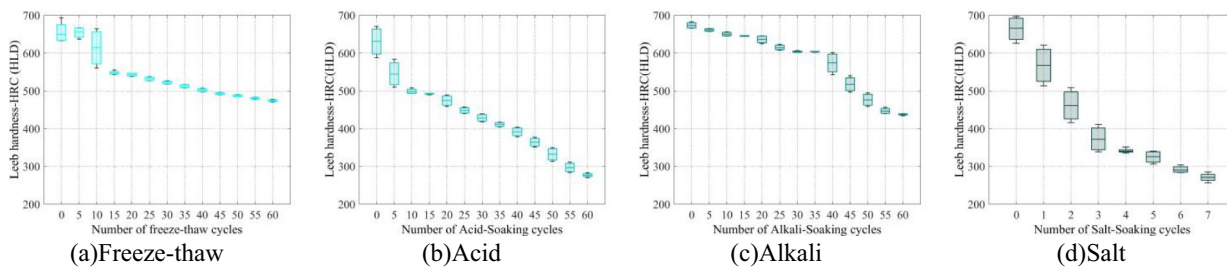 Leeb hardness-HRC (HLD)
700
600
500
400
300
200
0 5 10 15 20 25 30 35 40 45 50 55 60
Number of freeze-thaw cycles
(a)Freeze-thaw
Leeb hardness-HRC(HLD)
700
600
500
400
300
200
0 5 10 15 20 25 30 35 40 45 50 55 60
Number of Acid-Soaking cycles
(b)Acid
Leeb hardness-HRC(HLD)
700
600
500
400
300
200
0 5 10 15 20 25 30 35 40 45 50 55 60
Number of Alkali-Soaking cycles
(c)Alkali
Leeb hardness-HRC(HLD)
700
600
500
400
300
200
0 1 2 3 4 5 6 7
Number of Salt-Soaking cycles
(d)Salt